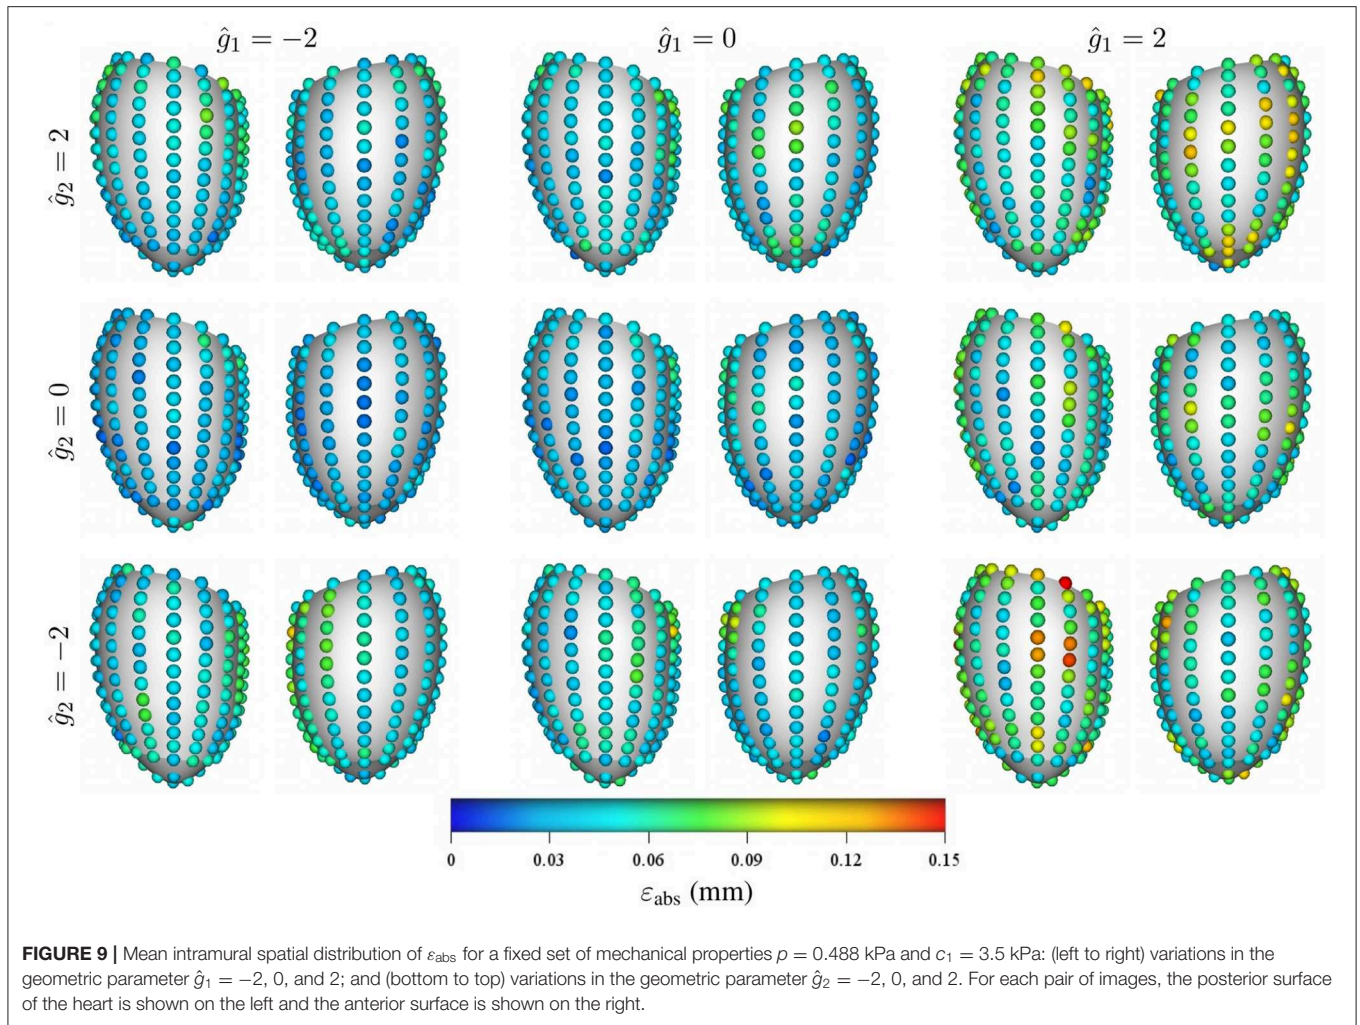 ĝ₁ = −2
ĝ₁ = 0
ĝ₁ = 2
ĝ₂ = 2
ĝ₂ = 0
ĝ₂ = −2
0 0.03 0.06 0.09 0.12 0.15
ε_abs (mm)
FIGURE 9 | Mean intramural spatial distribution of ε_abs for a fixed set of mechanical properties p = 0.488 kPa and c₁ = 3.5 kPa: (left to right) variations in the
geometric parameter ĝ₁ = −2, 0, and 2; and (bottom to top) variations in the geometric parameter ĝ₂ = −2, 0, and 2. For each pair of images, the posterior surface
of the heart is shown on the left and the anterior surface is shown on the right.